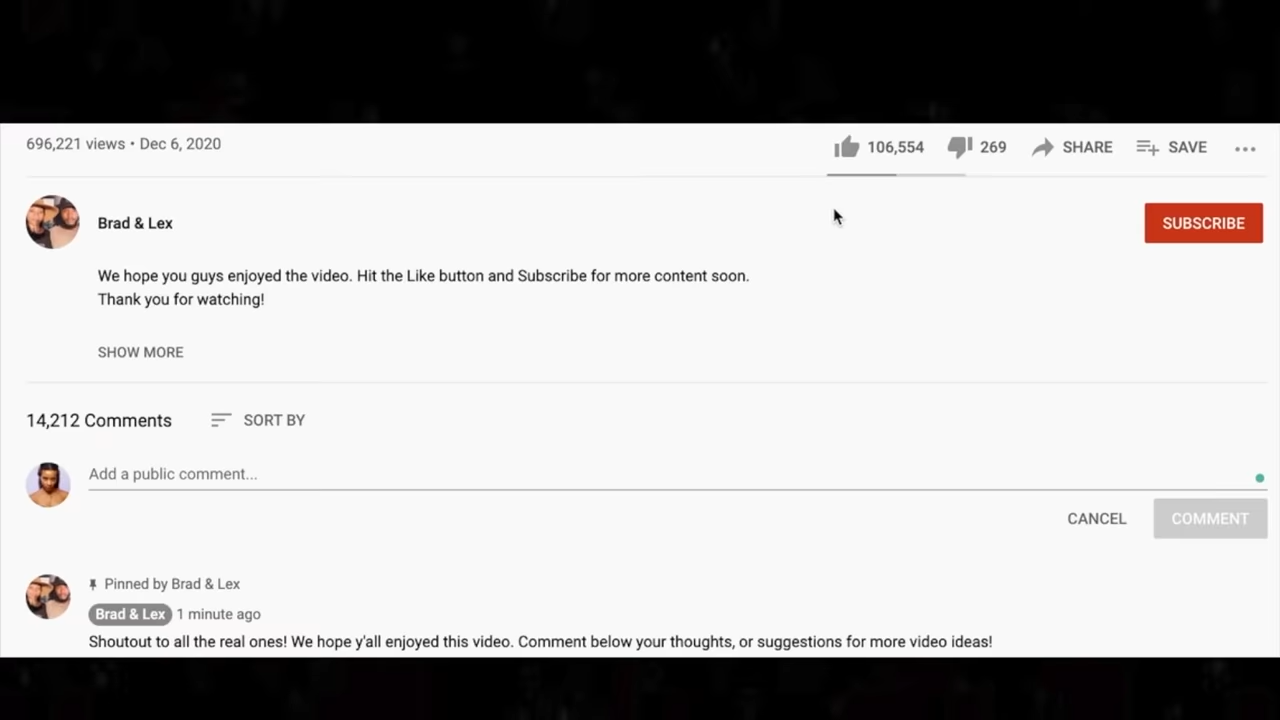 696,221 views • Dec 6, 2020
106,554
269
SHARE
SAVE
Brad & Lex
SUBSCRIBE
We hope you guys enjoyed the video. Hit the Like button and Subscribe for more content soon.
Thank you for watching!
SHOW MORE
14,212 Comments
SORT BY
Add a public comment...
CANCEL
COMMENT
Pinned by Brad & Lex
Brad & Lex 1 minute ago
Shoutout to all the real ones! We hope y'all enjoyed this video. Comment below your thoughts, or suggestions for more video ideas!